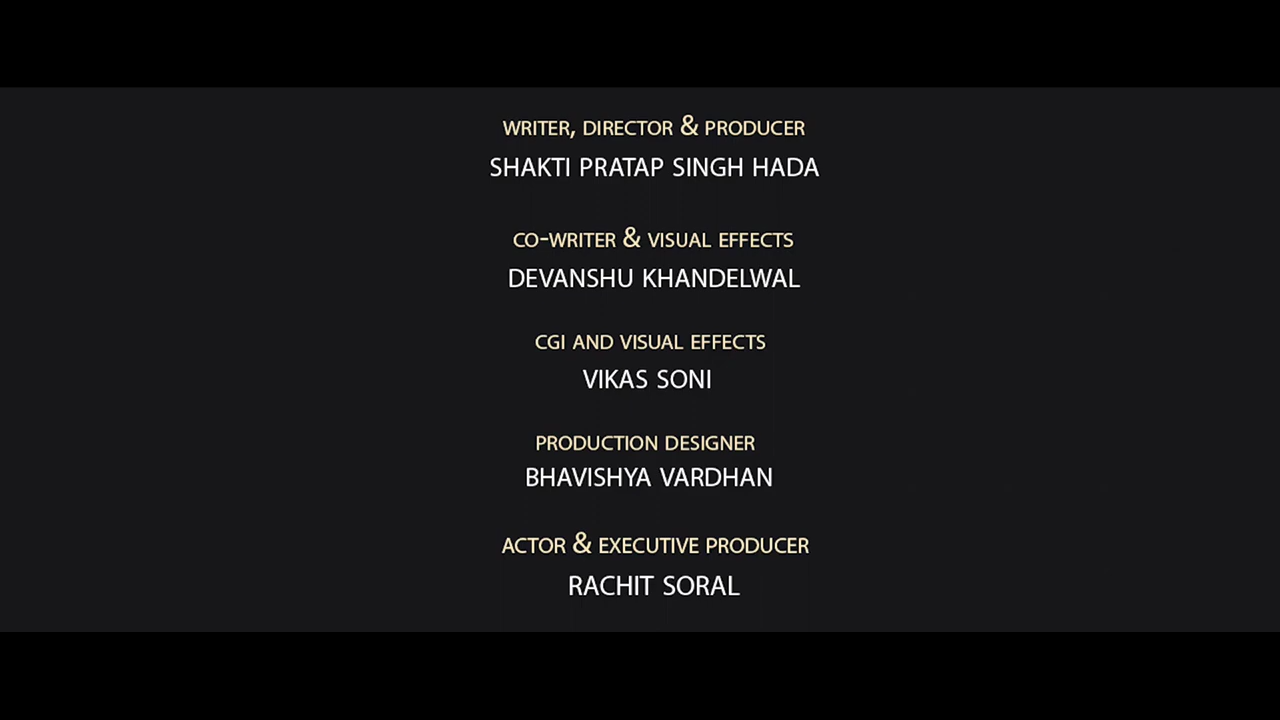 WRITER, DIRECTOR & PRODUCER
SHAKTI PRATAP SINGH HADA
CO-WRITER & VISUAL EFFECTS
DEVANSHU KHANDELWAL
CGI AND VISUAL EFFECTS
VIKAS SONI
PRODUCTION DESIGNER
BHAVISHYA VARDHAN
ACTOR & EXECUTIVE PRODUCER
RACHIT SORAL